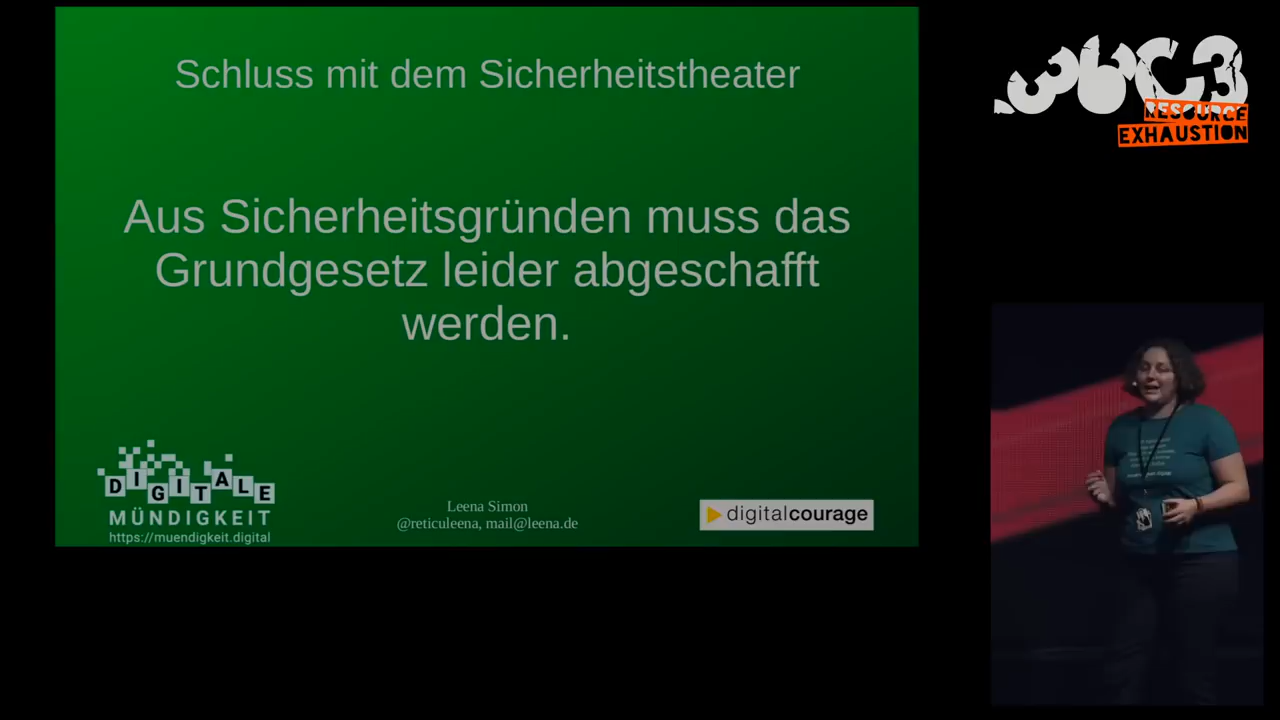 Schluss mit dem Sicherheitstheater
Aus Sicherheitsgründen muss das
Grundgesetz leider abgeschafft
werden.
DIGITALE
MÜNDIGKEIT
https://muendigkeit.digital
Leena Simon
@reticuleena, mail@leena.de
digitalcourage
36C3
RESOURCE
EXHAUSTION